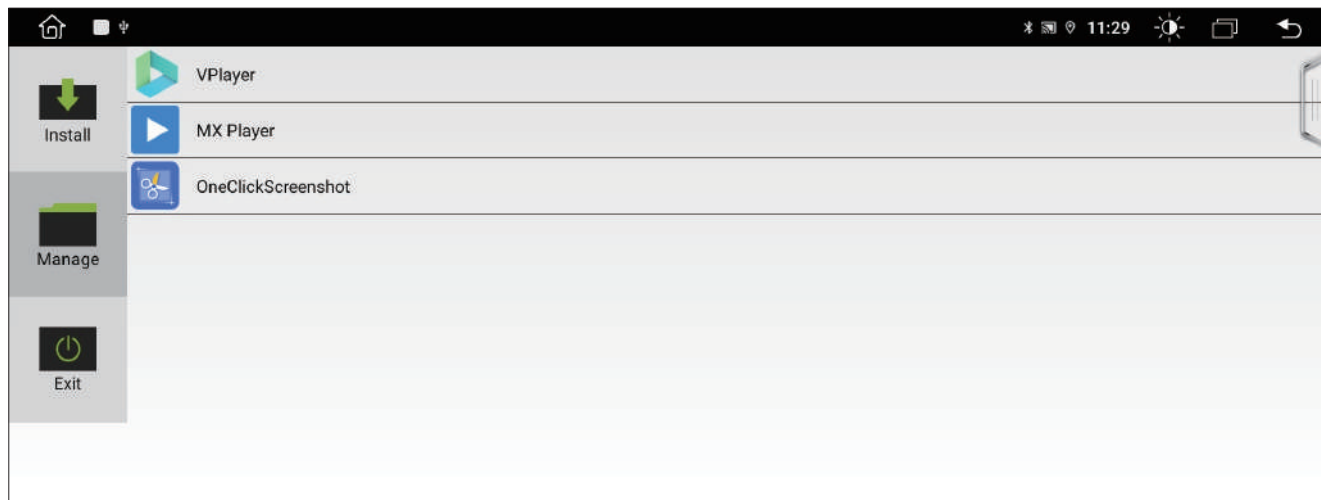 11:29
VPlayer
Install
MX Player
OneClickScreenshot
Manage
Exit